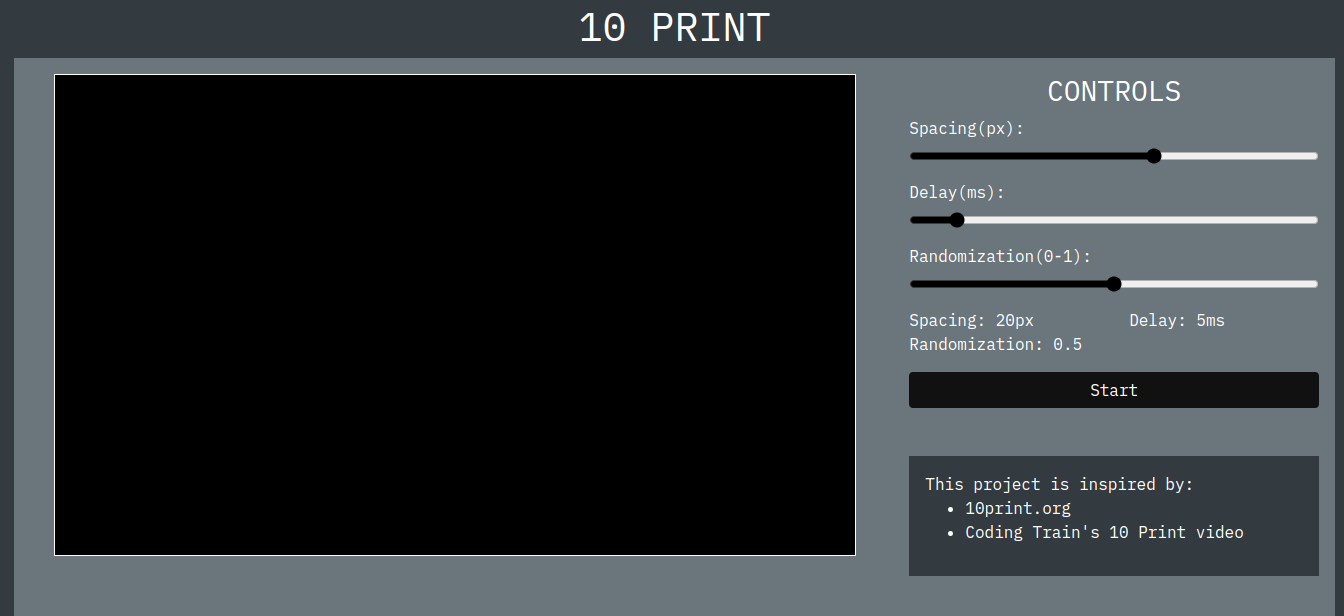 10 PRINT
CONTROLS
Spacing(px):
Delay(ms):
Randomization(0-1):
Spacing: 20px Delay: 5ms
Randomization: 0.5
Start
This project is inspired by:
• 10print.org
• Coding Train's 10 Print video